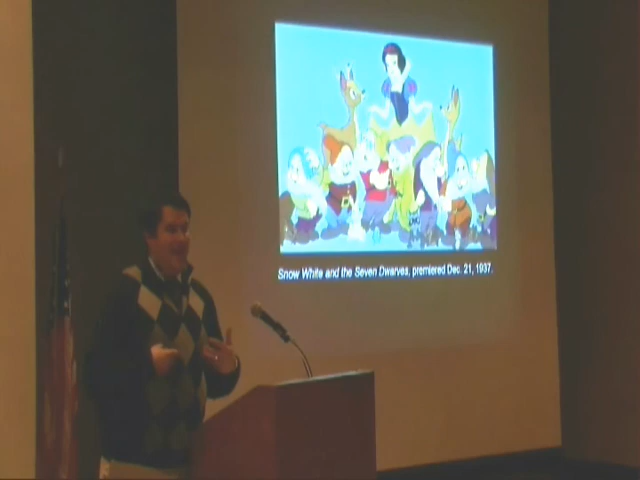 Snow White and the Seven Dwarves, premiered Dec. 21, 1937.